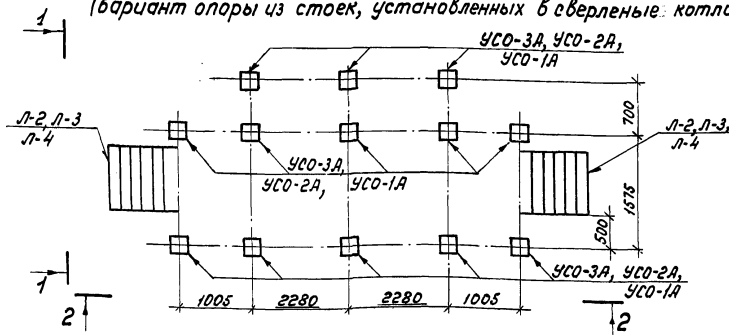 (вариант опоры из стоек, установленных в сверленые котло
1
УСО-3А, УСО-2А,
УСО-1А
700
Л-2, Л-3
Л-4
Л-2, Л-3,
Л-4
УСО-3А,
УСО-2А, УСО-1А
1575
500
1
УСО-3А, УСО-2А,
УСО-1А
1005 2280 2280 1005
2 2